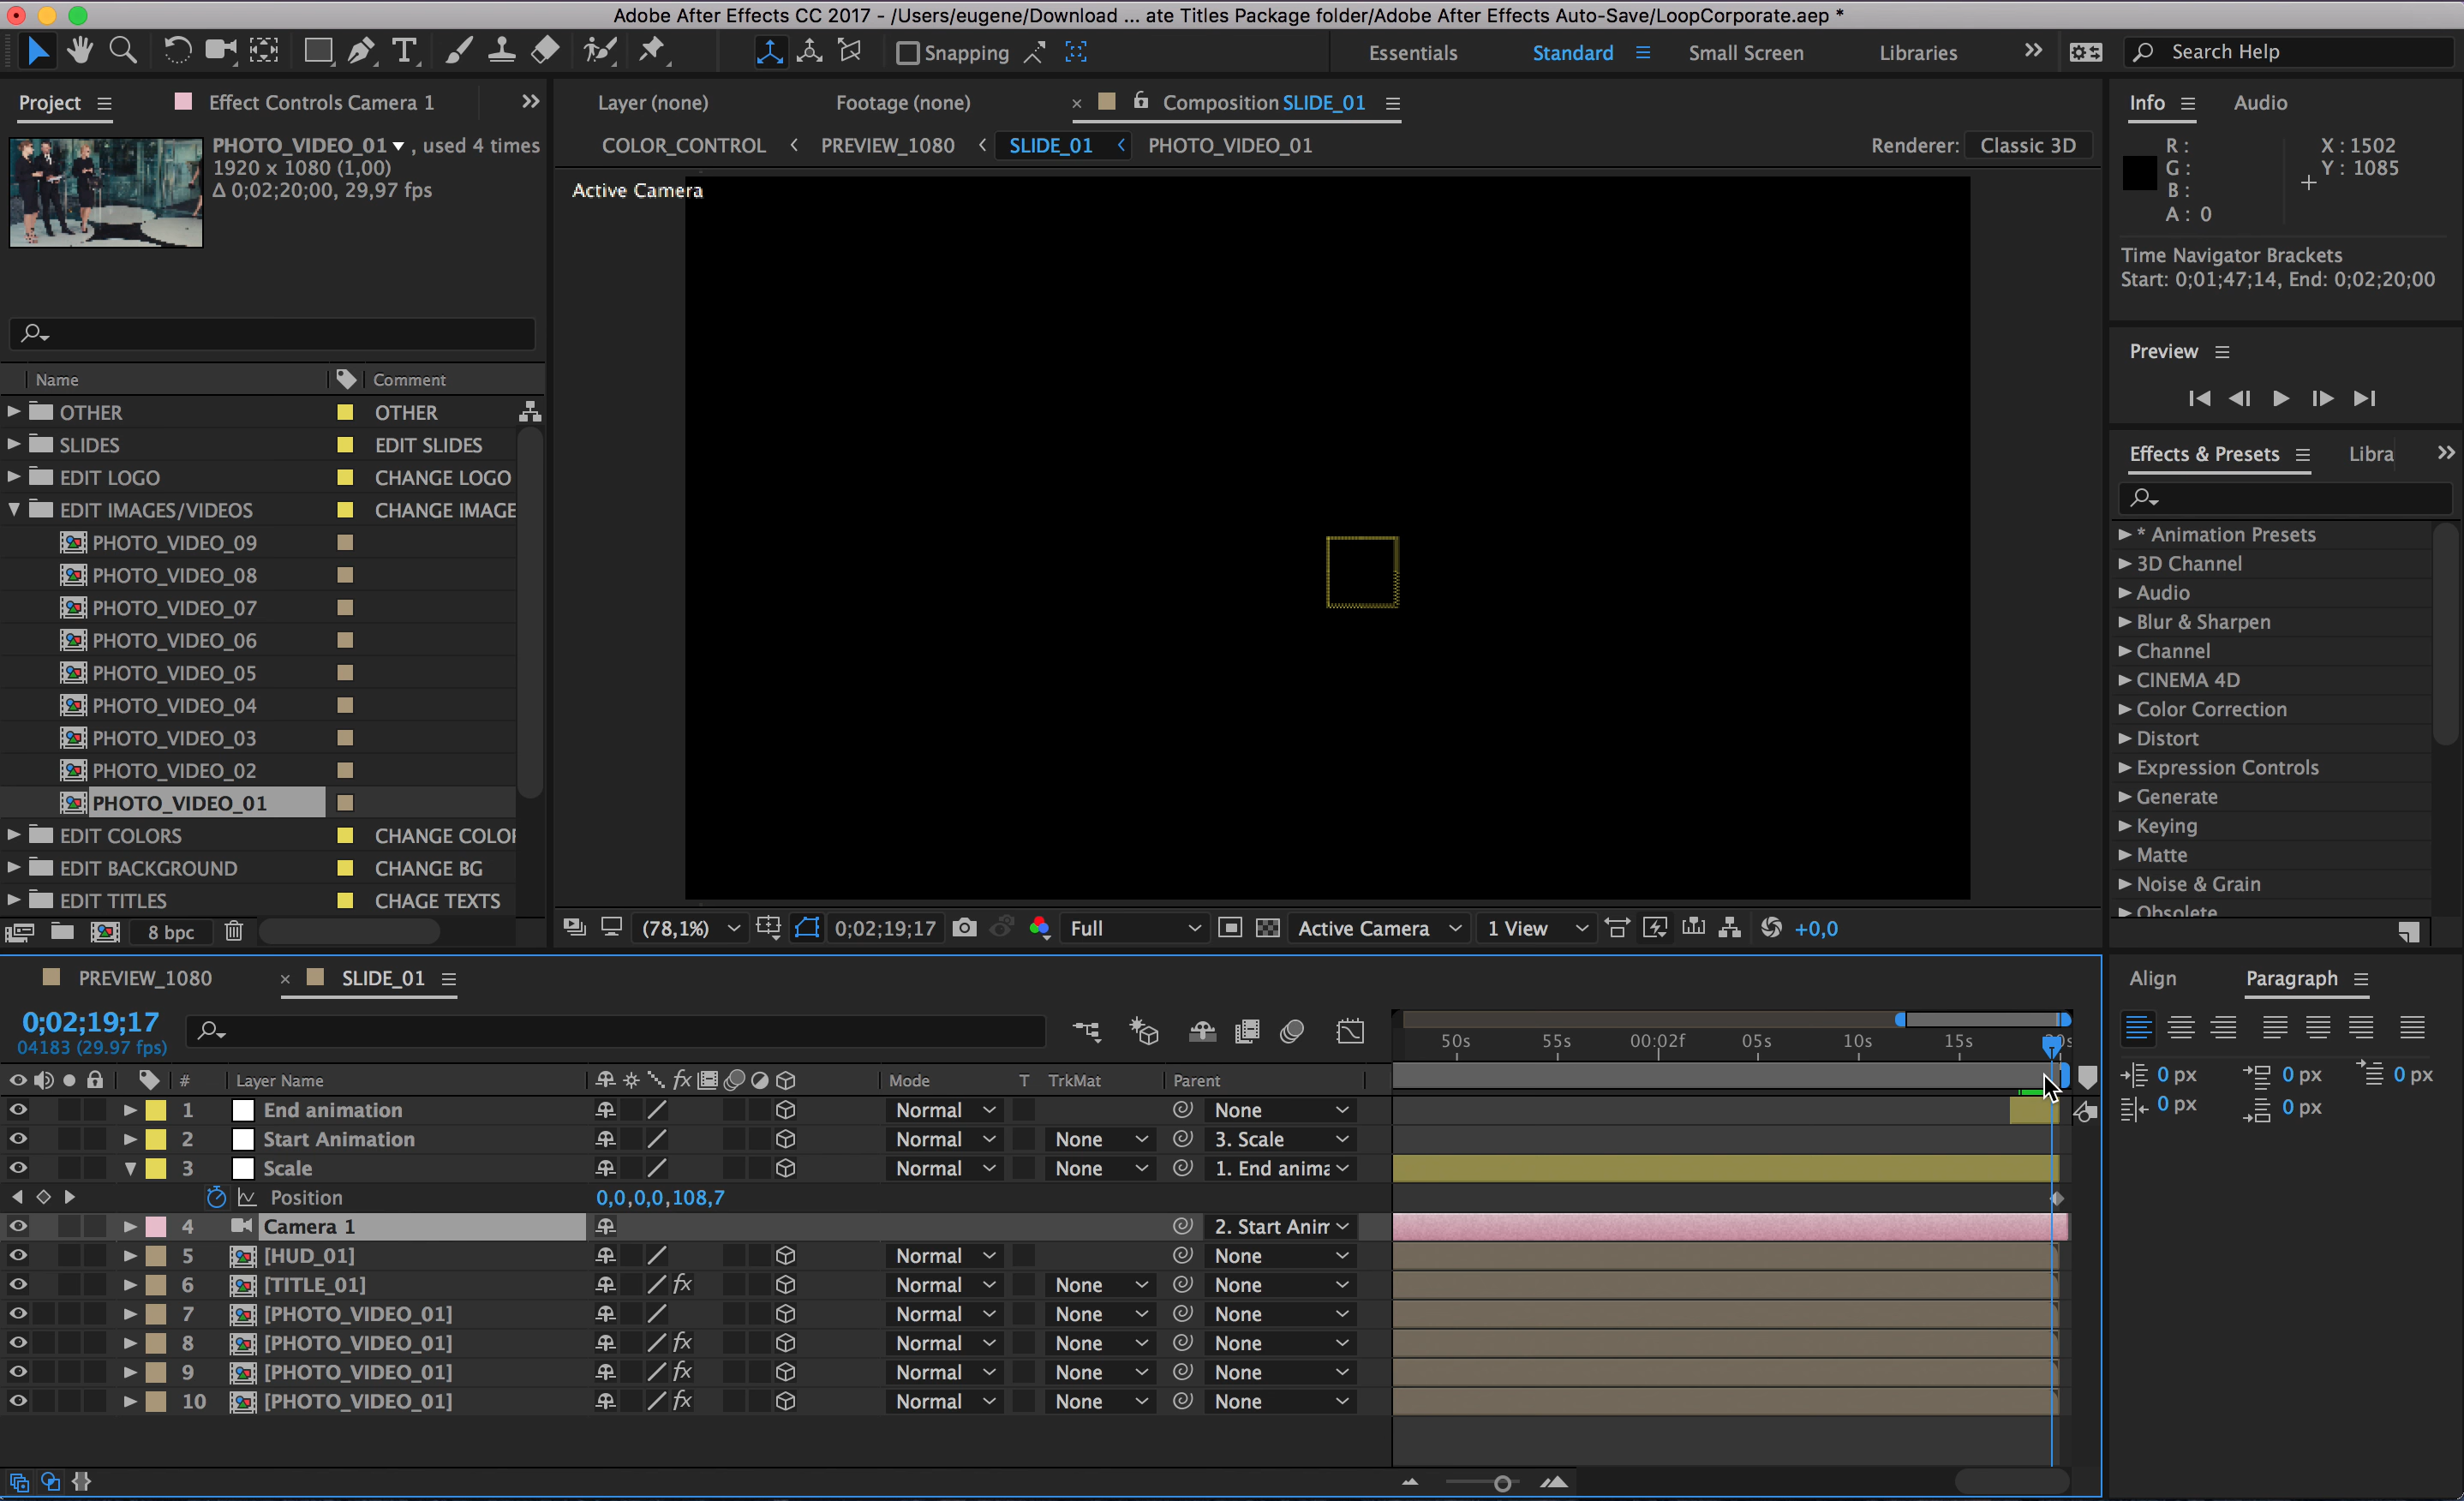 Adobe After Effects CC 2017 - /Users/eugene/Download ... ate Titles Package folder/Adobe After Effects Auto-Save/LoopCorporate.aep *
Snapping
Essentials
Standard
Small Screen
Libraries
Search Help
Project
Effect Controls Camera 1
PHOTO_VIDEO_01 , used 4 times
1920 x 1080 (1,00)
Δ 0;02;20;00, 29,97 fps
Name
Comment
OTHER OTHER
SLIDES EDIT SLIDES
EDIT LOGO CHANGE LOGO
EDIT IMAGES/VIDEOS CHANGE IMAGE
PHOTO_VIDEO_09
PHOTO_VIDEO_08
PHOTO_VIDEO_07
PHOTO_VIDEO_06
PHOTO_VIDEO_05
PHOTO_VIDEO_04
PHOTO_VIDEO_03
PHOTO_VIDEO_02
PHOTO_VIDEO_01
EDIT COLORS CHANGE COLO
EDIT BACKGROUND CHANGE BG
EDIT TITLES CHAGE TEXTS
8 bpc
Layer (none)
Footage (none)
× Composition SLIDE_01
COLOR_CONTROL < PREVIEW_1080 < SLIDE_01 < PHOTO_VIDEO_01
Renderer: Classic 3D
Active Camera
(78,1%)
0;02;19;17
Full
Active Camera
1 View
+0,0
Info
Audio
R :
G :
B :
A : 0
X : 1502
Y : 1085
Time Navigator Brackets
Start: 0;01;47;14, End: 0;02;20;00
Preview
Effects & Presets
Libra
* Animation Presets
3D Channel
Audio
Blur & Sharpen
Channel
CINEMA 4D
Color Correction
Distort
Expression Controls
Generate
Keying
Matte
Noise & Grain
Obsolete
PREVIEW_1080
× SLIDE_01
0;02;19;17
04183 (29.97 fps)
50s 55s 00:02f 05s 10s 15s
# Layer Name Mode T TrkMat Parent
1 End animation Normal None
2 Start Animation Normal None 3. Scale
3 Scale Normal None 1. End anima
Position 0,0,0,0,108,7
4 Camera 1 2. Start Anim
5 [HUD_01] Normal None
6 [TITLE_01] fx Normal None None
7 [PHOTO_VIDEO_01] Normal None None
8 [PHOTO_VIDEO_01] fx Normal None None
9 [PHOTO_VIDEO_01] fx Normal None None
10 [PHOTO_VIDEO_01] fx Normal None None
Align
Paragraph
0 px 0 px 0 px
0 px 0 px